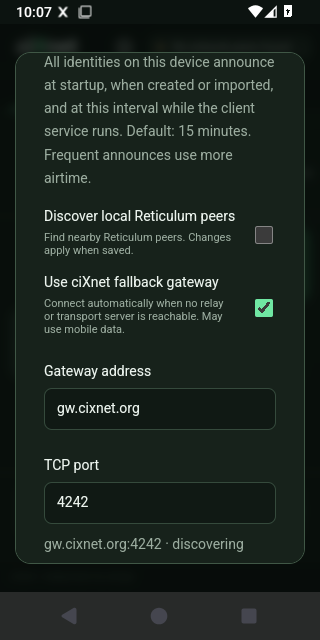 10:07
All identities on this device announce
at startup, when created or imported,
and at this interval while the client
service runs. Default: 15 minutes.
Frequent announces use more
airtime.
Discover local Reticulum peers
Find nearby Reticulum peers. Changes
apply when saved.
Use ciXnet fallback gateway
Connect automatically when no relay
or transport server is reachable. May
use mobile data.
Gateway address
gw.cixnet.org
TCP port
4242
gw.cixnet.org:4242 · discovering